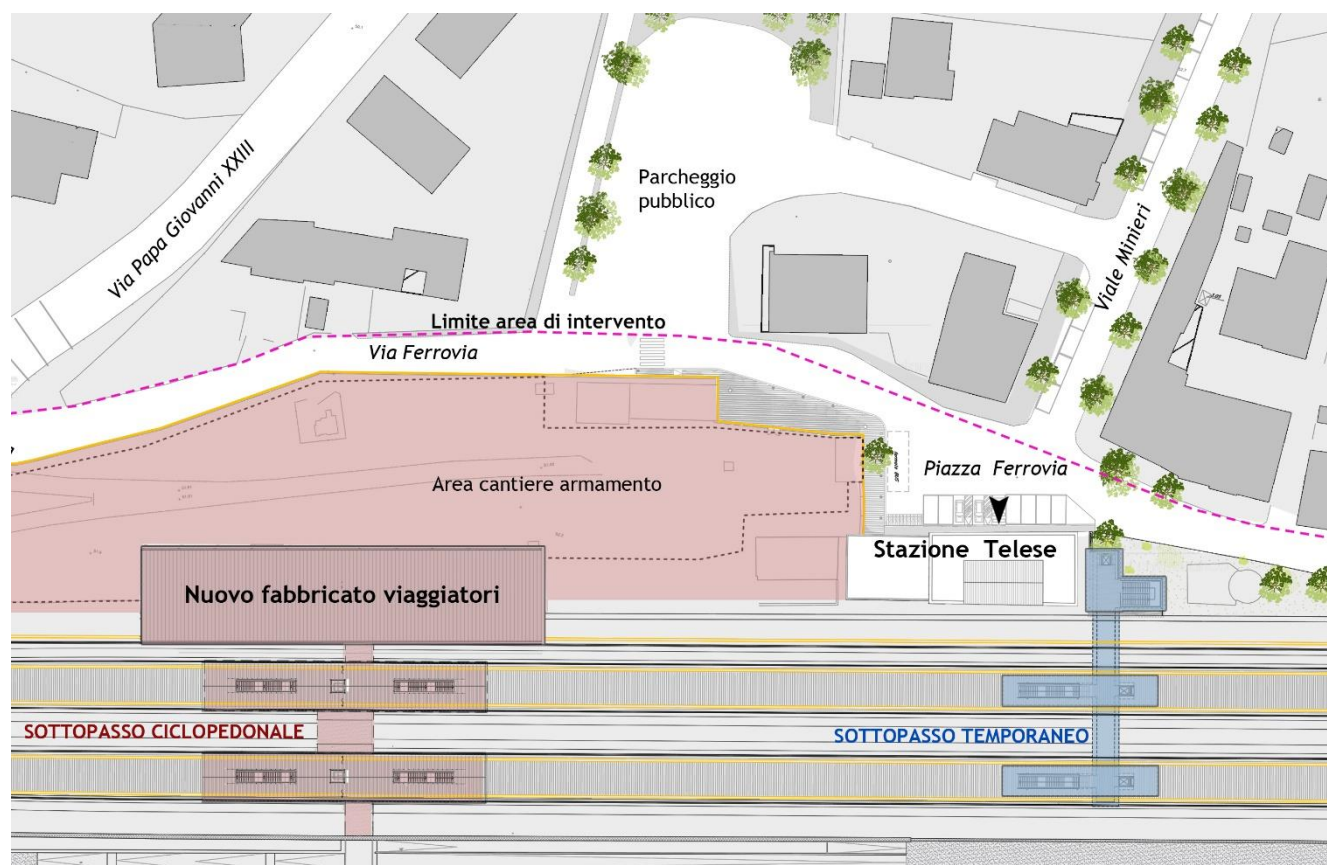 Via Papa Giovanni XXIII
Parcheggio
pubblico
Viale Minieri
Limite area di intervento
Via Ferrovia
Piazza Ferrovia
Area cantiere armamento
Stazione Telese
Nuovo fabbricato viaggiatori
SOTTOPASSO CICLOPEDONALE
SOTTOPASSO TEMPORANEO